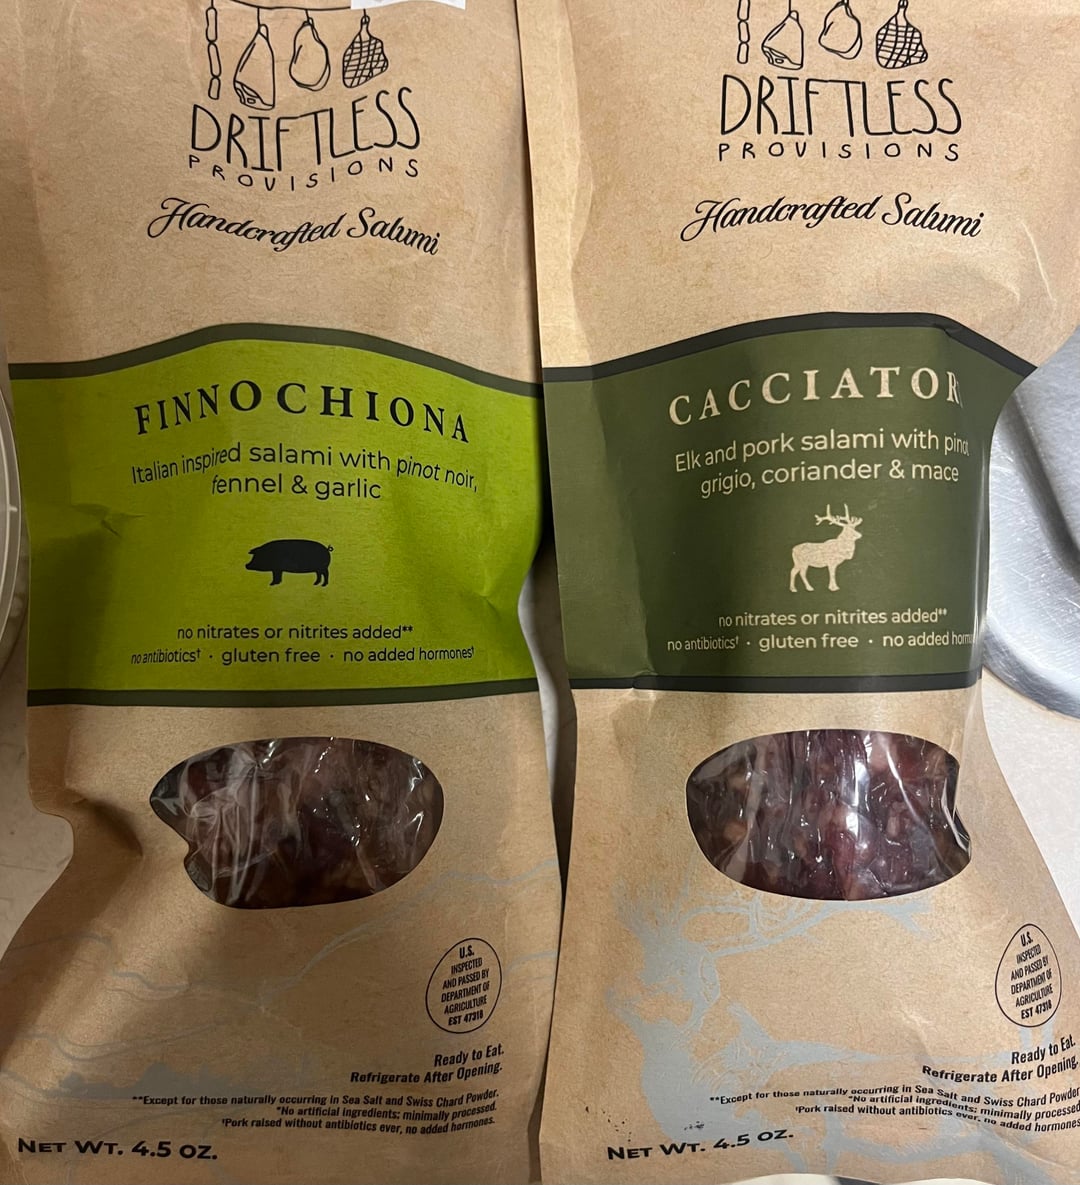 DRIFTLESS
PROVISIONS
Handcrafted Salumi
FINNOCHIONA
Italian inspired salami with pinot noir,
fennel & garlic
no nitrates or nitrites added**
no antibiotics† · gluten free · no added hormones†
U.S.
INSPECTED
AND PASSED BY
DEPARTMENT OF
AGRICULTURE
EST 47318
Ready to Eat.
Refrigerate After Opening.
**Except for those naturally occurring in Sea Salt and Swiss Chard Powder.
*No artificial ingredients; minimally processed.
†Pork raised without antibiotics ever, no added hormones.
NET WT. 4.5 OZ.
DRIFTLESS
PROVISIONS
Handcrafted Salumi
CACCIATOR
Elk and pork salami with pinot
grigio, coriander & mace
no nitrates or nitrites added**
no antibiotics† · gluten free · no added horm
U.S.
INSPECTED
AND PASSED BY
DEPARTMENT OF
AGRICULTURE
EST 47318
Ready to Eat.
Refrigerate After Opening.
**Except for those naturally occurring in Sea Salt and Swiss Chard Powder
*No artificial ingredients; minimally processed
†Pork raised without antibiotics ever, no added hormones
NET WT. 4.5 OZ.